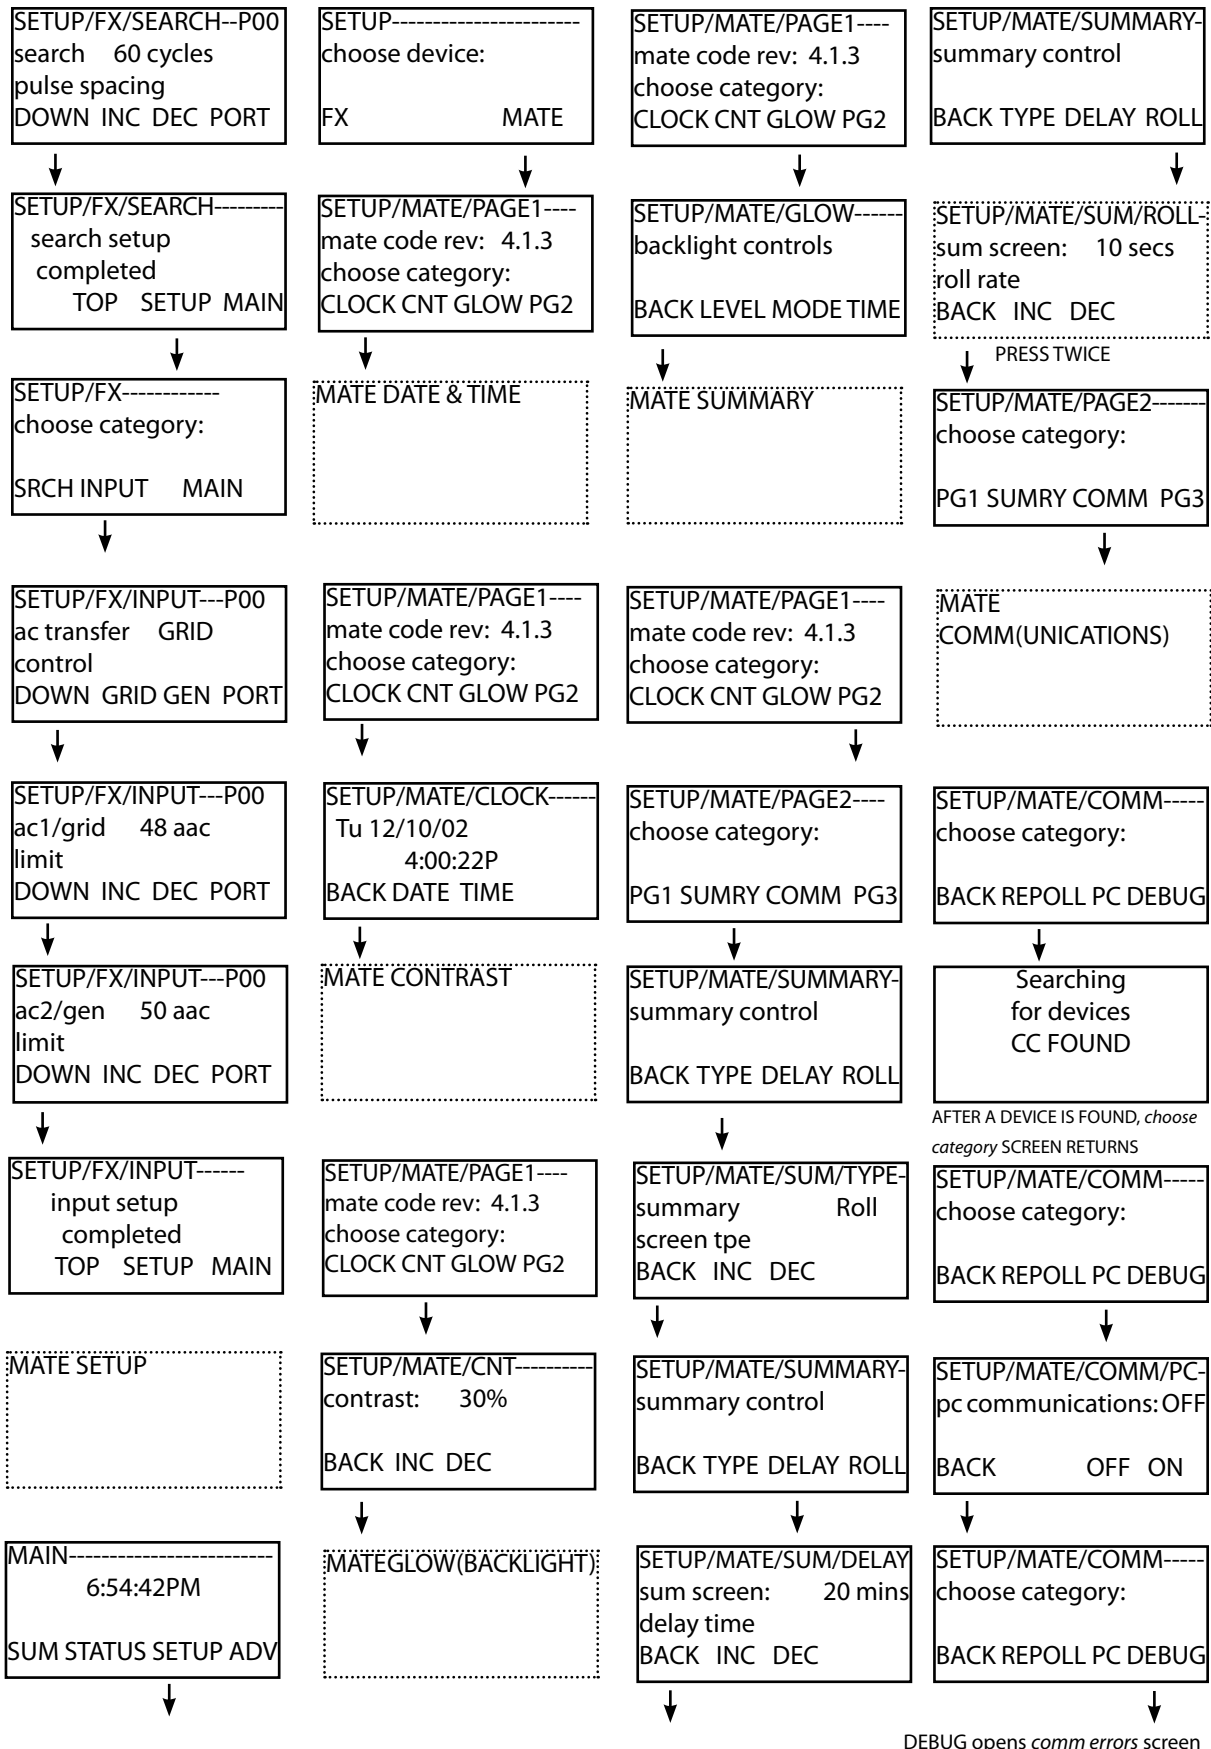 SETUP/FX/SEARCH--P00
search 60 cycles
pulse spacing
DOWN INC DEC PORT
SETUP/FX/SEARCH---------
search setup
completed
TOP SETUP MAIN
SETUP/FX------------
choose category:
SRCH INPUT MAIN
SETUP/FX/INPUT---P00
ac transfer GRID
control
DOWN GRID GEN PORT
SETUP/FX/INPUT---P00
ac1/grid 48 aac
limit
DOWN INC DEC PORT
SETUP/FX/INPUT---P00
ac2/gen 50 aac
limit
DOWN INC DEC PORT
SETUP/FX/INPUT------
input setup
completed
TOP SETUP MAIN
MATE SETUP
MAIN-------------------------
6:54:42PM
SUM STATUS SETUP ADV
SETUP-----------------------
choose device:
FX MATE
SETUP/MATE/PAGE1----
mate code rev: 4.1.3
choose category:
CLOCK CNT GLOW PG2
MATE DATE & TIME
SETUP/MATE/PAGE1----
mate code rev: 4.1.3
choose category:
CLOCK CNT GLOW PG2
SETUP/MATE/CLOCK------
Tu 12/10/02
4:00:22P
BACK DATE TIME
MATE CONTRAST
SETUP/MATE/PAGE1----
mate code rev: 4.1.3
choose category:
CLOCK CNT GLOW PG2
SETUP/MATE/CNT----------
contrast: 30%
BACK INC DEC
MATEGLOW(BACKLIGHT)
SETUP/MATE/PAGE1----
mate code rev: 4.1.3
choose category:
CLOCK CNT GLOW PG2
SETUP/MATE/GLOW------
backlight controls
BACK LEVEL MODE TIME
MATE SUMMARY
SETUP/MATE/PAGE1----
mate code rev: 4.1.3
choose category:
CLOCK CNT GLOW PG2
SETUP/MATE/PAGE2----
choose category:
PG1 SUMRY COMM PG3
SETUP/MATE/SUMMARY-
summary control
BACK TYPE DELAY ROLL
SETUP/MATE/SUM/TYPE-
summary Roll
screen tpe
BACK INC DEC
SETUP/MATE/SUMMARY-
summary control
BACK TYPE DELAY ROLL
SETUP/MATE/SUM/DELAY
sum screen: 20 mins
delay time
BACK INC DEC
SETUP/MATE/SUMMARY-
summary control
BACK TYPE DELAY ROLL
SETUP/MATE/SUM/ROLL-
sum screen: 10 secs
roll rate
BACK INC DEC
PRESS TWICE
SETUP/MATE/PAGE2-------
choose category:
PG1 SUMRY COMM PG3
MATE
COMM(UNICATIONS)
SETUP/MATE/COMM-----
choose category:
BACK REPOLL PC DEBUG
Searching
for devices
CC FOUND
AFTER A DEVICE IS FOUND, choose
category SCREEN RETURNS
SETUP/MATE/COMM-----
choose category:
BACK REPOLL PC DEBUG
SETUP/MATE/COMM/PC-
pc communications: OFF
BACK OFF ON
SETUP/MATE/COMM-----
choose category:
BACK REPOLL PC DEBUG
DEBUG opens comm errors screen